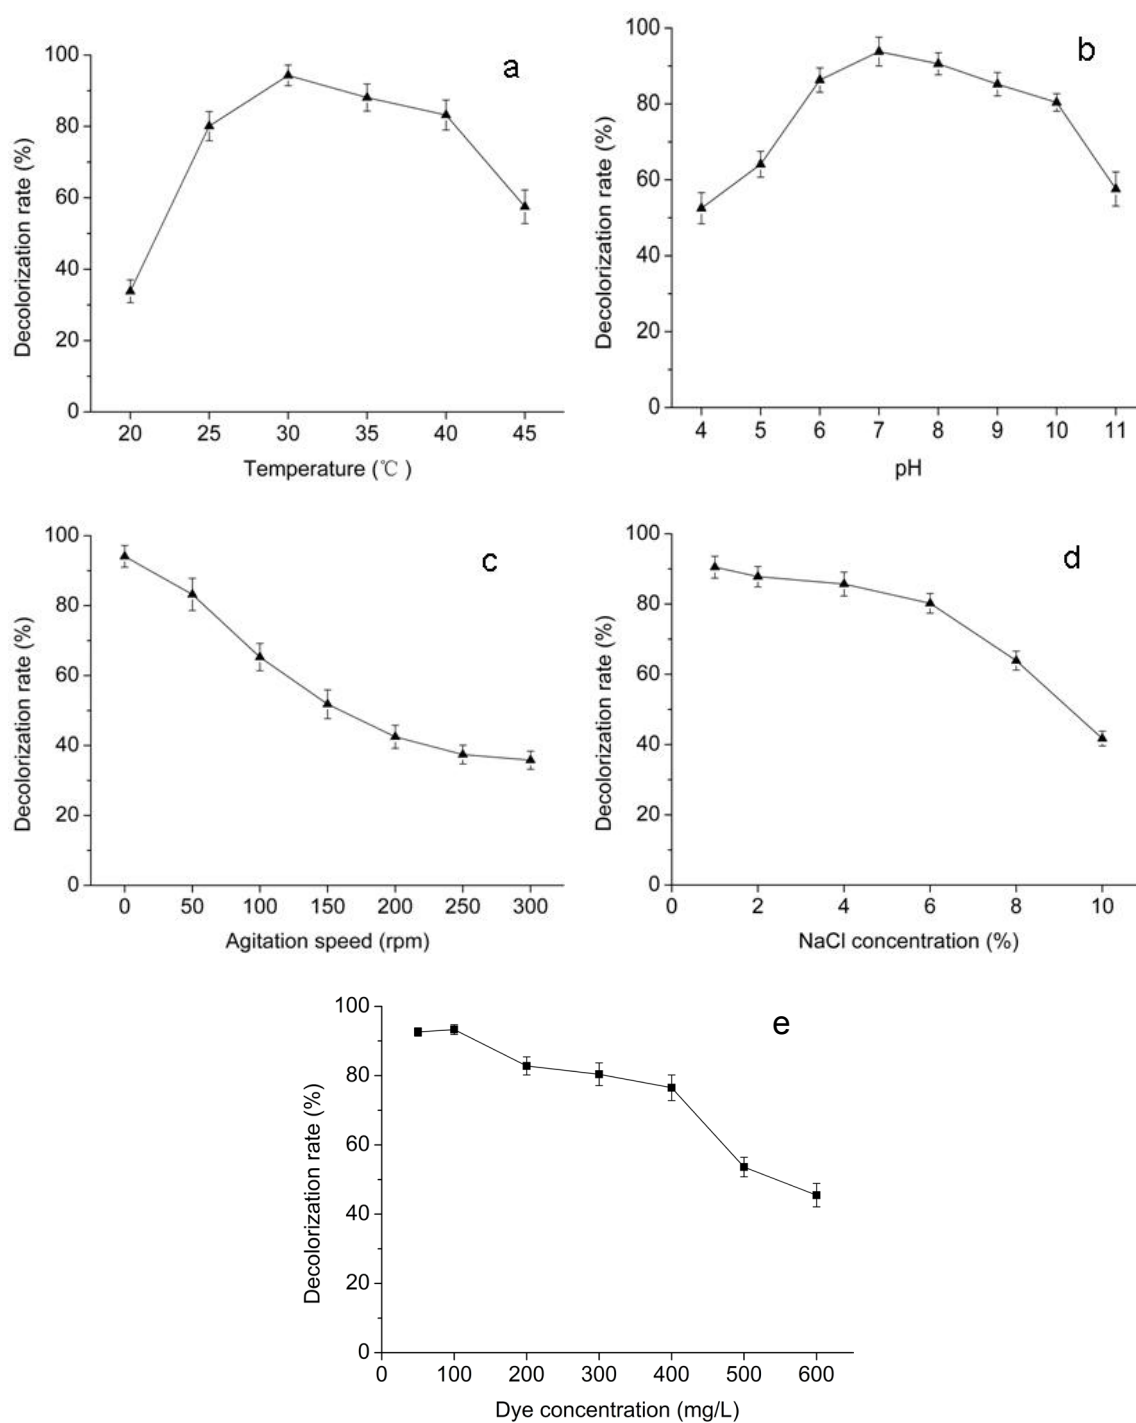 a
Decolorization rate (%)
100
80
60
40
20
0
20 25 30 35 40 45
Temperature (℃ )
b
Decolorization rate (%)
100
80
60
40
20
0
4 5 6 7 8 9 10 11
pH
c
Decolorization rate (%)
100
80
60
40
20
0
0 50 100 150 200 250 300
Agitation speed (rpm)
d
Decolorization rate (%)
100
80
60
40
20
0
0 2 4 6 8 10
NaCl concentration (%)
e
Decolorization rate (%)
100
80
60
40
20
0
0 100 200 300 400 500 600
Dye concentration (mg/L)